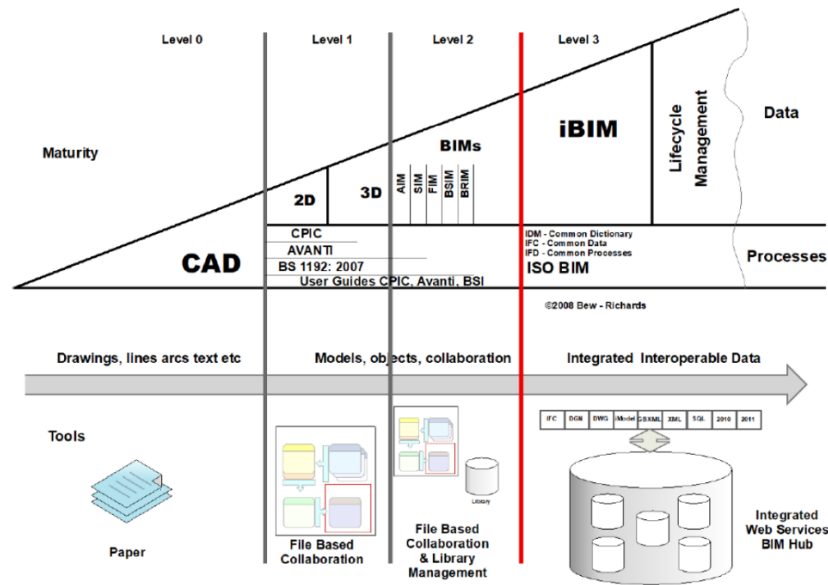 Level 0
Level 1
Level 2
Level 3
Maturity
2D
3D
BIMs
AIM
SIM
FIM
BSIM
BRIM
iBIM
Lifecycle
Management
Data
CAD
CPIC
AVANTI
BS 1192: 2007
User Guides CPIC, Avanti, BSI
IDM - Common Dictionary
IFC - Common Data
IFD - Common Processes
ISO BIM
Processes
©2008 Bew - Richards
Drawings, lines arcs text etc
Models, objects, collaboration
Integrated Interoperable Data
Tools
Paper
File Based
Collaboration
Library
File Based
Collaboration
& Library
Management
IFC DGN DWG iModel GBXML XML SQL 2010 2011
Integrated
Web Services
BIM Hub